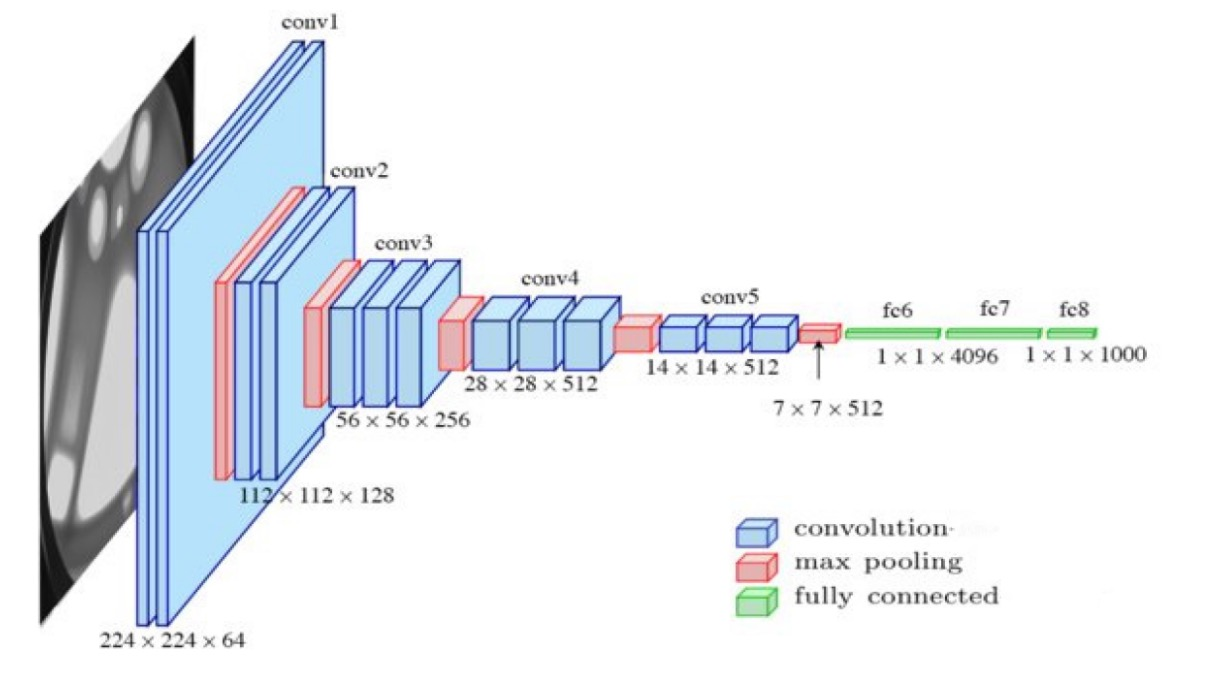 conv1
conv2
conv3
conv4
conv5
fc6
fc7
fc8
1 × 1 × 4096
1 × 1 × 1000
14 × 14 × 512
28 × 28 × 512
7 × 7 × 512
56 × 56 × 256
112 × 112 × 128
224 × 224 × 64
convolution
max pooling
fully connected